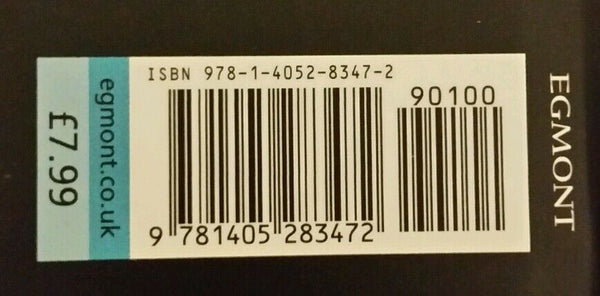 ISBN 978-1-4052-8347-2
90100
9 781405 283472
egmont.co.uk
£7.99
EGMONT